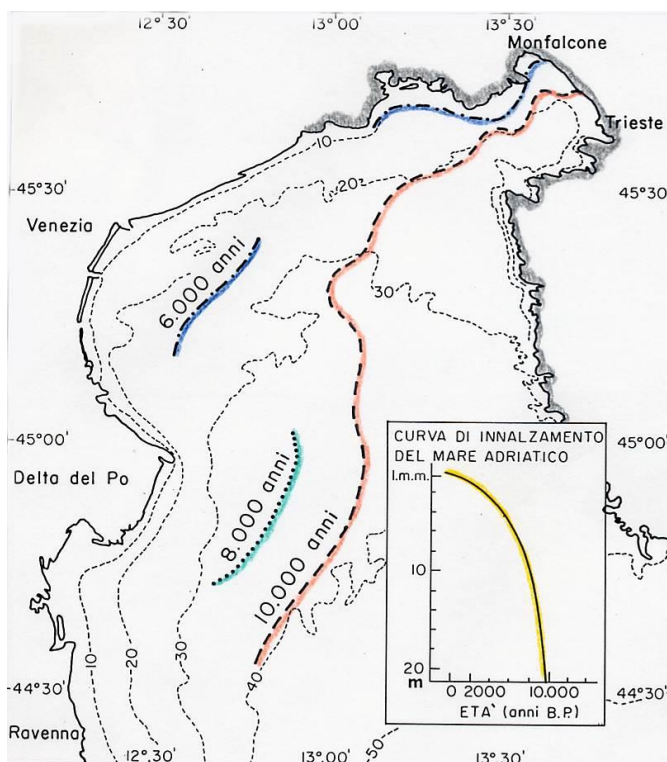 12°30' 13°00 13°30'
Monfalcone
Trieste
10
20
45°30'
45°30'
Venezia
6.000 anni
30
45°00'
45°00'
Delta del Po
8.000 anni
10.000 anni
CURVA DI INNALZAMENTO
DEL MARE ADRIATICO
l.m.m.
10
20
m
0 2000 10.000
ETA' (anni B.P.)
10
20
30
40
44°30'
44°30'
Ravenna
50
12°30' 13°00 13°30'